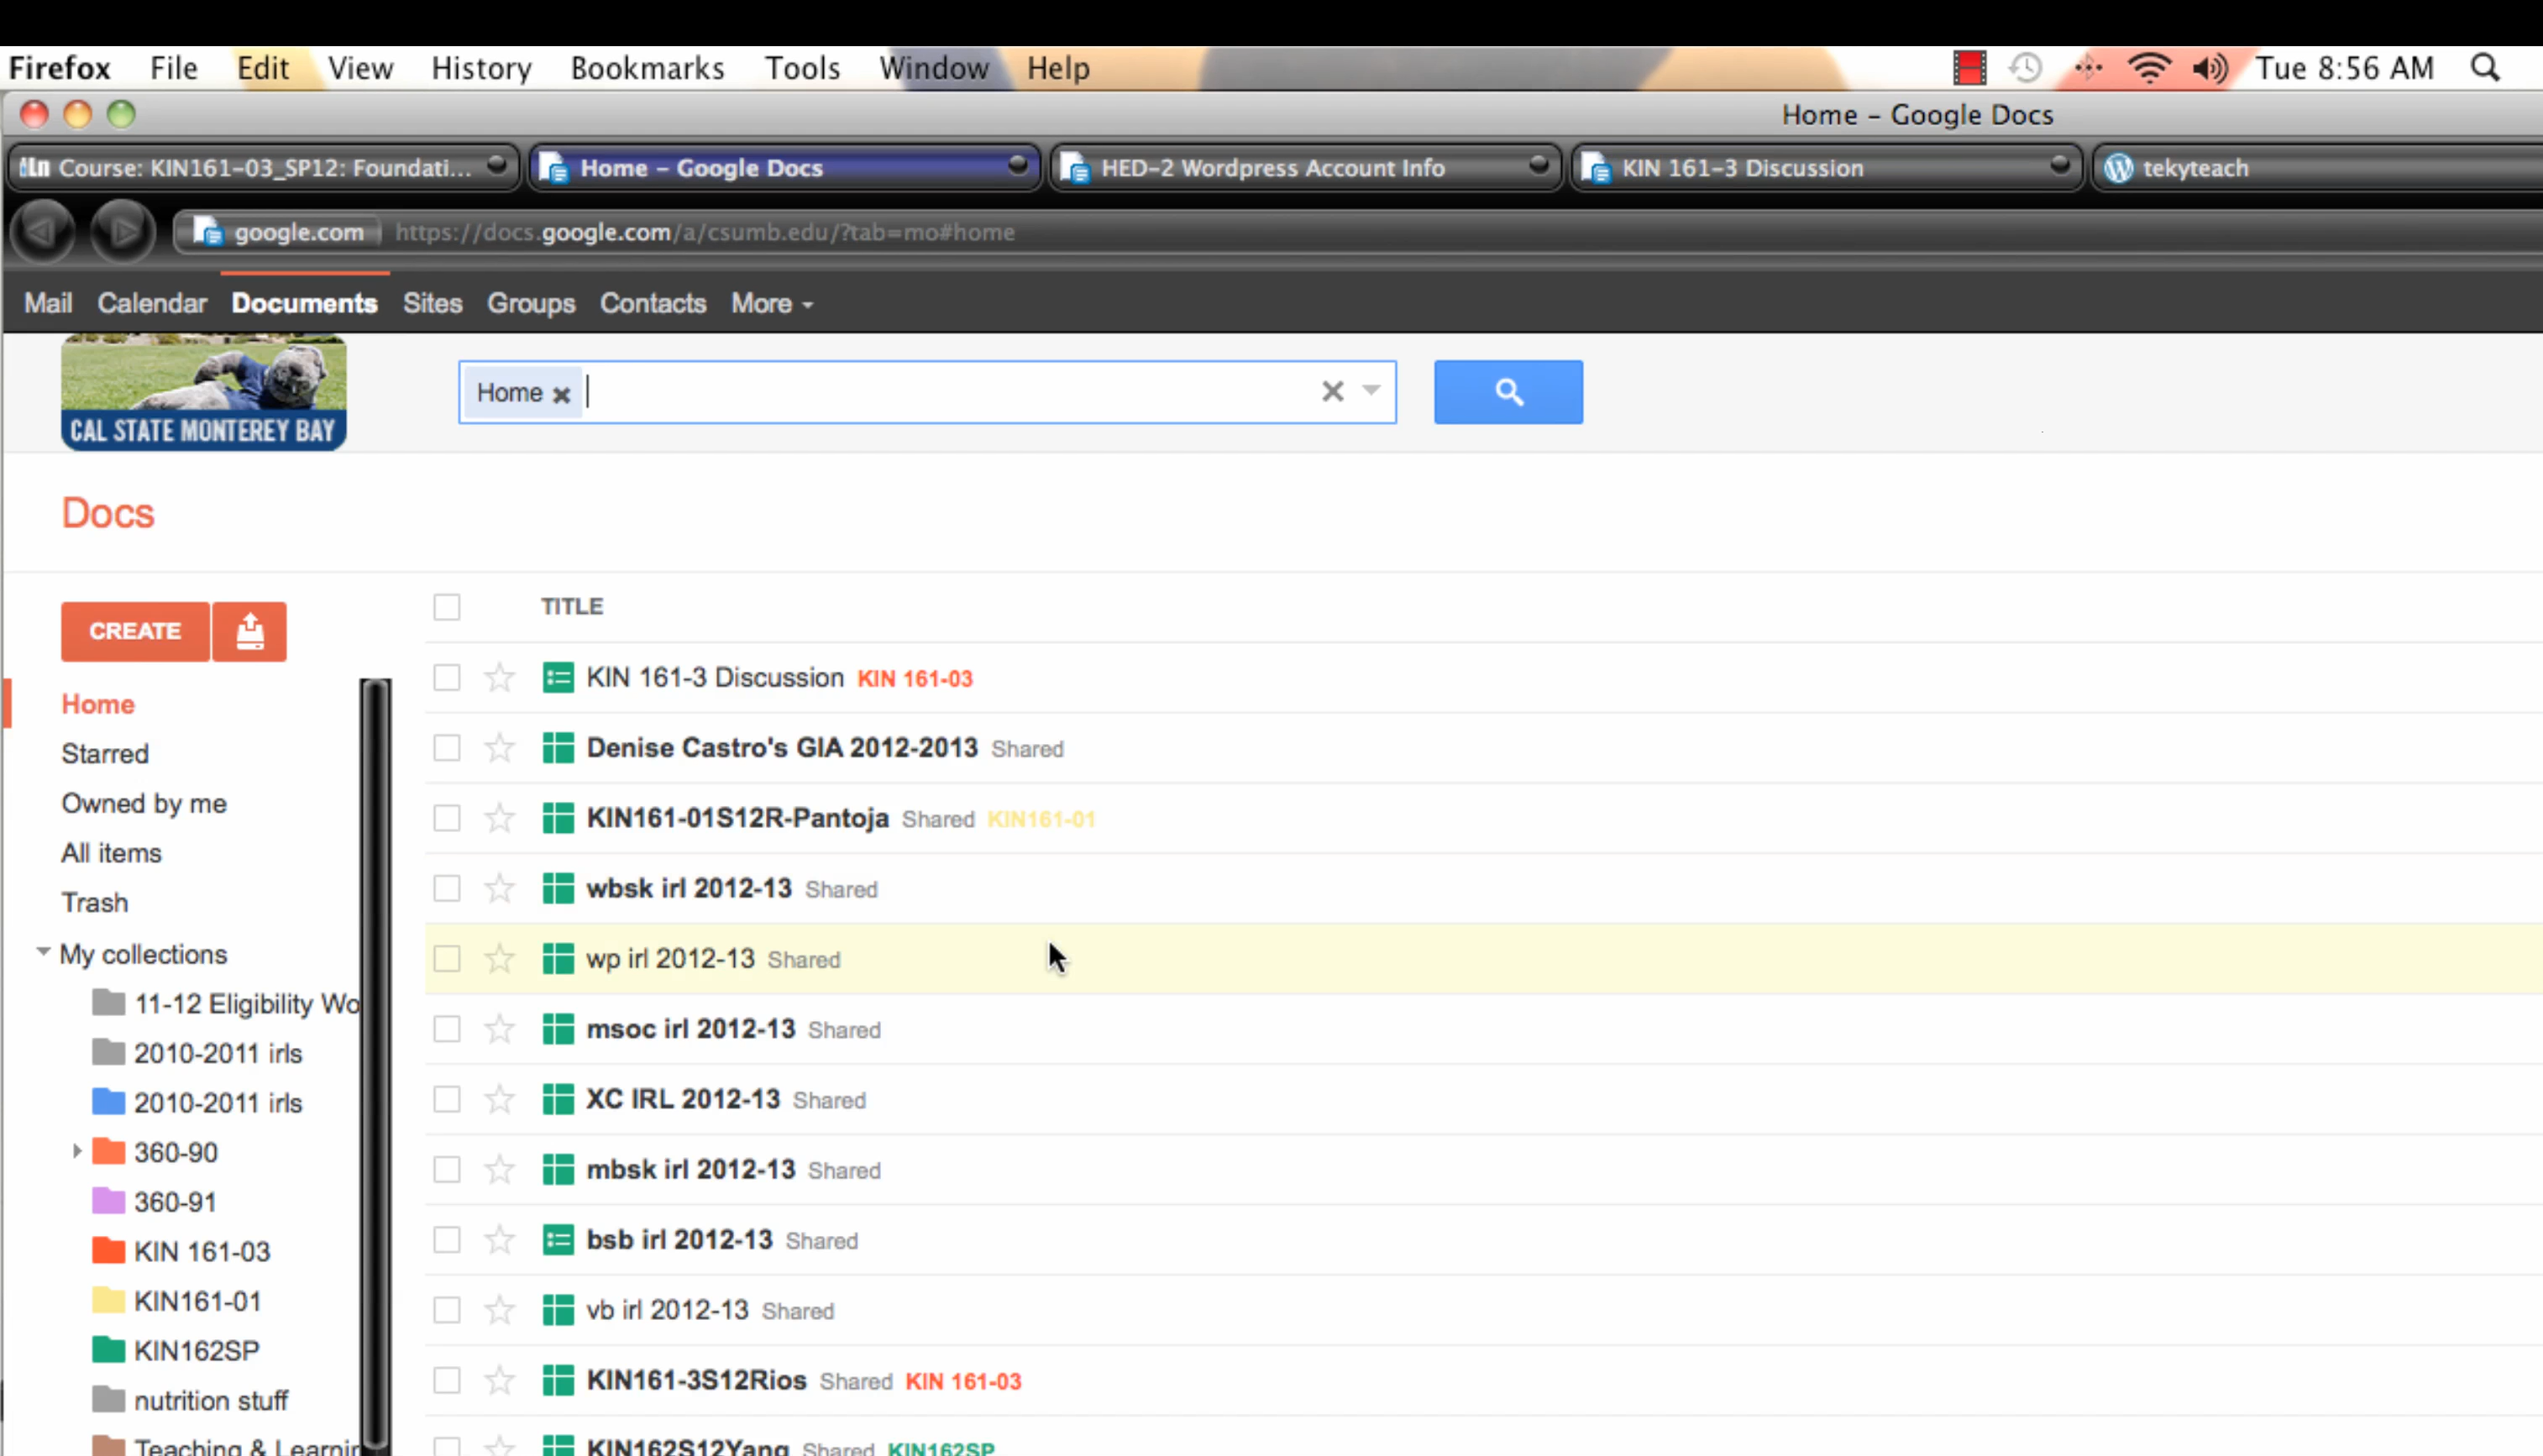 Firefox File Edit View History Bookmarks Tools Window Help Tue 8:56 AM
Home – Google Docs
Course: KIN161-03_SP12: Foundati... Home – Google Docs HED-2 Wordpress Account Info KIN 161-3 Discussion tekyteach
google.com https://docs.google.com/a/csumb.edu/?tab=mo#home
Mail Calendar Documents Sites Groups Contacts More
CAL STATE MONTEREY BAY
Home
Docs
CREATE
Home
Starred
Owned by me
All items
Trash
My collections
11-12 Eligibility Wo
2010-2011 irls
2010-2011 irls
360-90
360-91
KIN 161-03
KIN161-01
KIN162SP
nutrition stuff
Teaching & Learnin
TITLE
KIN 161-3 Discussion KIN 161-03
Denise Castro's GIA 2012-2013 Shared
KIN161-01S12R-Pantoja Shared KIN161-01
wbsk irl 2012-13 Shared
wp irl 2012-13 Shared
msoc irl 2012-13 Shared
XC IRL 2012-13 Shared
mbsk irl 2012-13 Shared
bsb irl 2012-13 Shared
vb irl 2012-13 Shared
KIN161-3S12Rios Shared KIN 161-03
KIN162S12Yang Shared KIN162SP